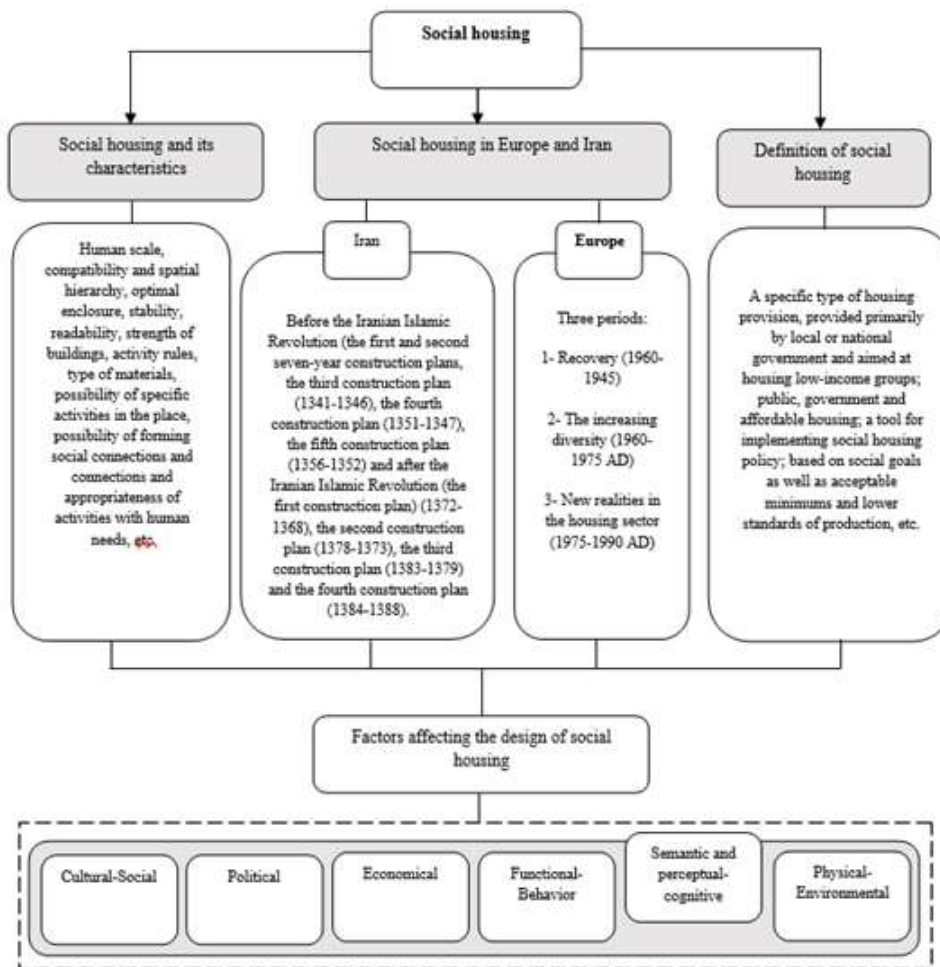 Social housing
Social housing and its
characteristics
Social housing in Europe and Iran
Definition of social
housing
Human scale,
compatibility and spatial
hierarchy, optimal
enclosure, stability,
readability, strength of
buildings, activity rules,
type of materials,
possibility of specific
activities in the place,
possibility of forming
social connections and
connections and
appropriateness of
activities with human
needs, etc.
Iran
Before the Iranian Islamic
Revolution (the first and second
seven-year construction plans,
the third construction plan
(1341-1346), the fourth
construction plan (1351-1347),
the fifth construction plan
(1356-1352) and after the
Iranian Islamic Revolution (the
first construction plan) (1372-
1368), the second construction
plan (1378-1373), the third
construction plan (1383-1379)
and the fourth construction plan
(1384-1388).
Europe
Three periods:
1- Recovery (1960-
1945)
2- The increasing
diversity (1960-
1975 AD)
3- New realities in
the housing sector
(1975-1990 AD)
A specific type of housing
provision, provided primarily
by local or national
government and aimed at
housing low-income groups;
public, government and
affordable housing; a tool for
implementing social housing
policy; based on social goals
as well as acceptable
minimums and lower
standards of production, etc.
Factors affecting the design of social
housing
Cultural-Social
Political
Economical
Functional-
Behavior
Semantic and
perceptual-
cognitive
Physical-
Environmental